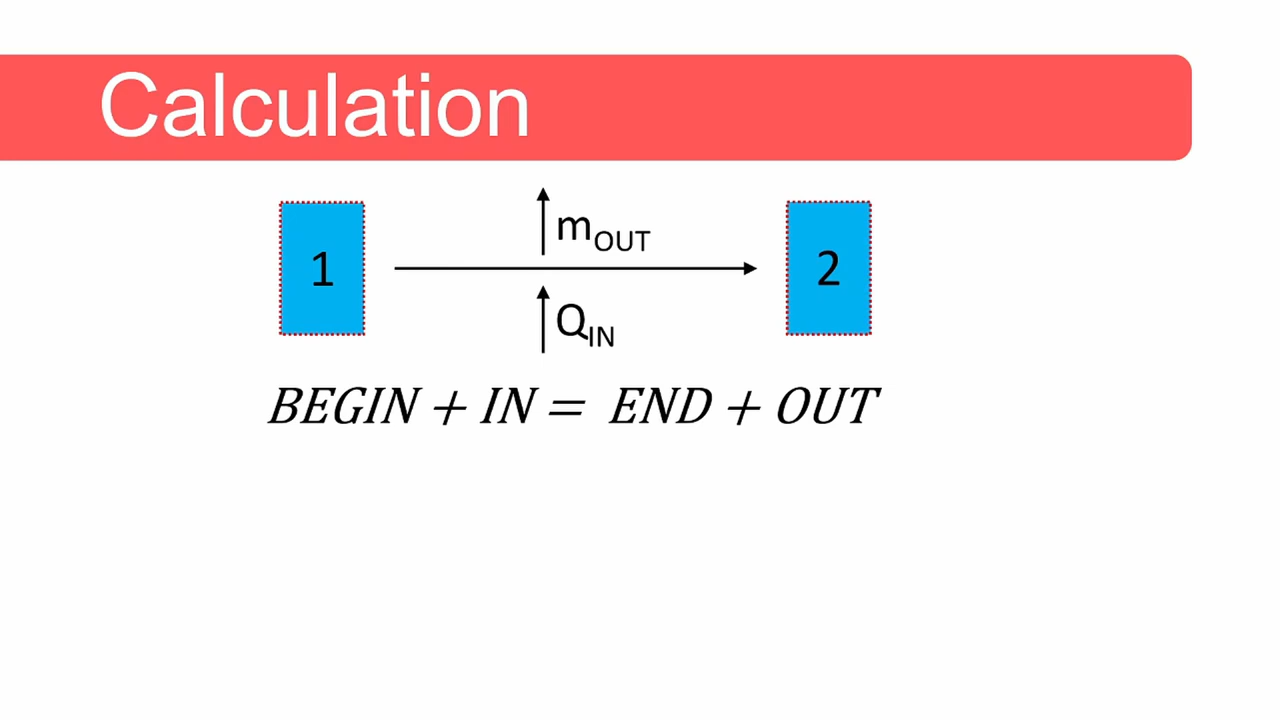 Calculation
1
m_OUT
2
Q_IN
BEGIN + IN = END + OUT